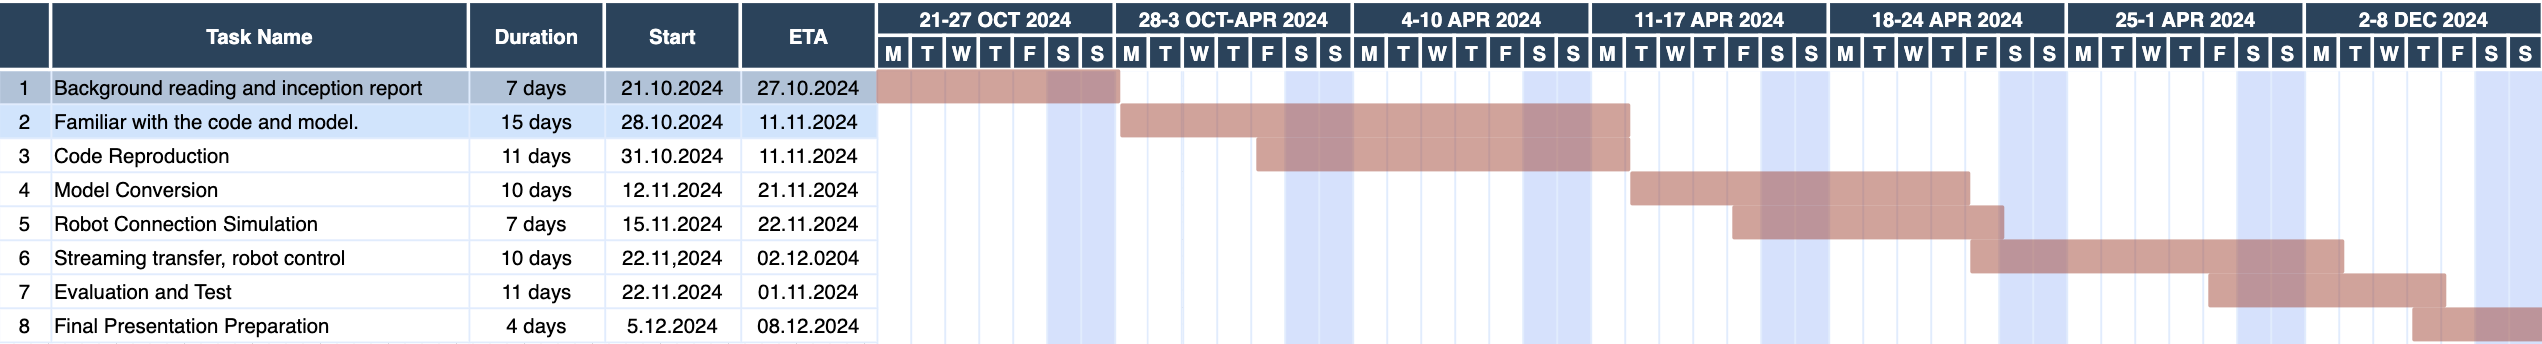 Task Name Duration Start ETA 21-27 OCT 2024 28-3 OCT-APR 2024 4-10 APR 2024 11-17 APR 2024 18-24 APR 2024 25-1 APR 2024 2-8 DEC 2024
M T W T F S S M T W T F S S M T W T F S S M T W T F S S M T W T F S S M T W T F S S M T W T F S S
1 Background reading and inception report 7 days 21.10.2024 27.10.2024
2 Familiar with the code and model. 15 days 28.10.2024 11.11.2024
3 Code Reproduction 11 days 31.10.2024 11.11.2024
4 Model Conversion 10 days 12.11.2024 21.11.2024
5 Robot Connection Simulation 7 days 15.11.2024 22.11.2024
6 Streaming transfer, robot control 10 days 22.11,2024 02.12.0204
7 Evaluation and Test 11 days 22.11.2024 01.11.2024
8 Final Presentation Preparation 4 days 5.12.2024 08.12.2024